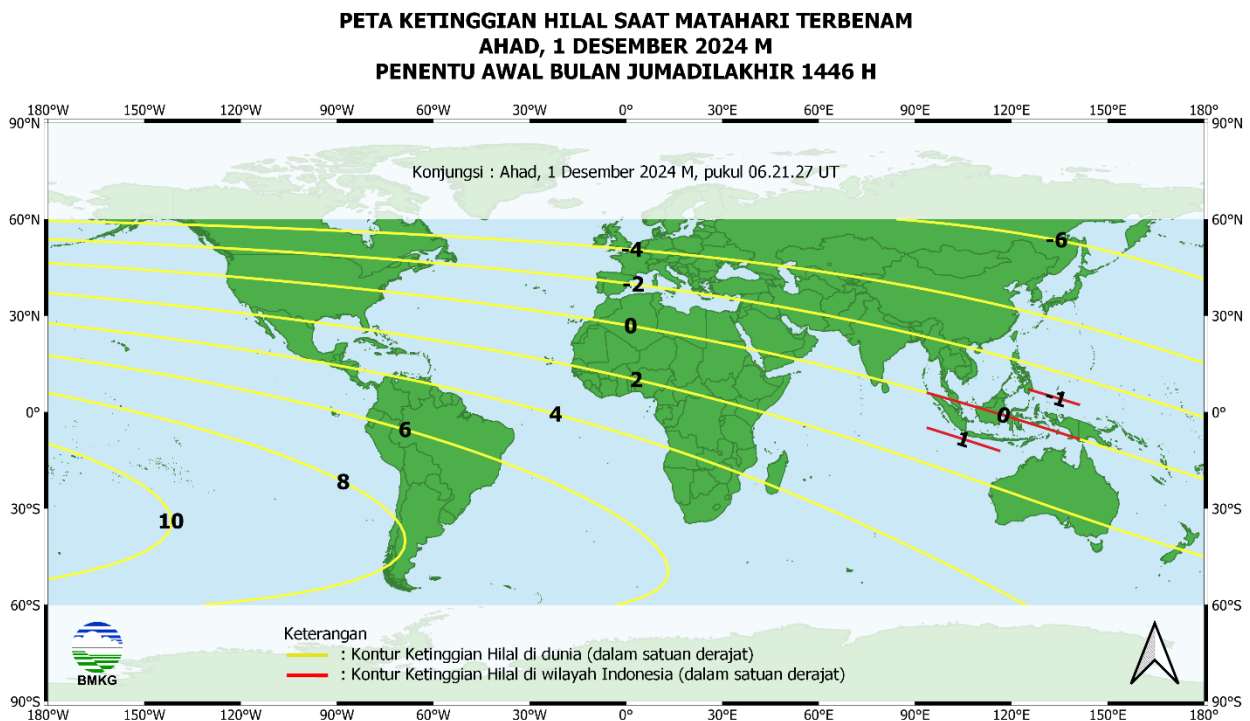 PETA KETINGGIAN HILAL SAAT MATAHARI TERBENAM
AHAD, 1 DESEMBER 2024 M
PENENTU AWAL BULAN JUMADILAKHIR 1446 H
180°W 150°W 120°W 90°W 60°W 30°W 0° 30°E 60°E 90°E 120°E 150°E 180°
90°N 90°N
Konjungsi : Ahad, 1 Desember 2024 M, pukul 06.21.27 UT
60°N 60°N
-6
-4
-2
30°N 30°N
0
2
-1
0° 4 0 0°
6
1
8
30°S 30°S
10
60°S 60°S
Keterangan
: Kontur Ketinggian Hilal di dunia (dalam satuan derajat)
: Kontur Ketinggian Hilal di wilayah Indonesia (dalam satuan derajat)
BMKG
90°S 90°S
180°W 150°W 120°W 90°W 60°W 30°W 0° 30°E 60°E 90°E 120°E 150°E 180°